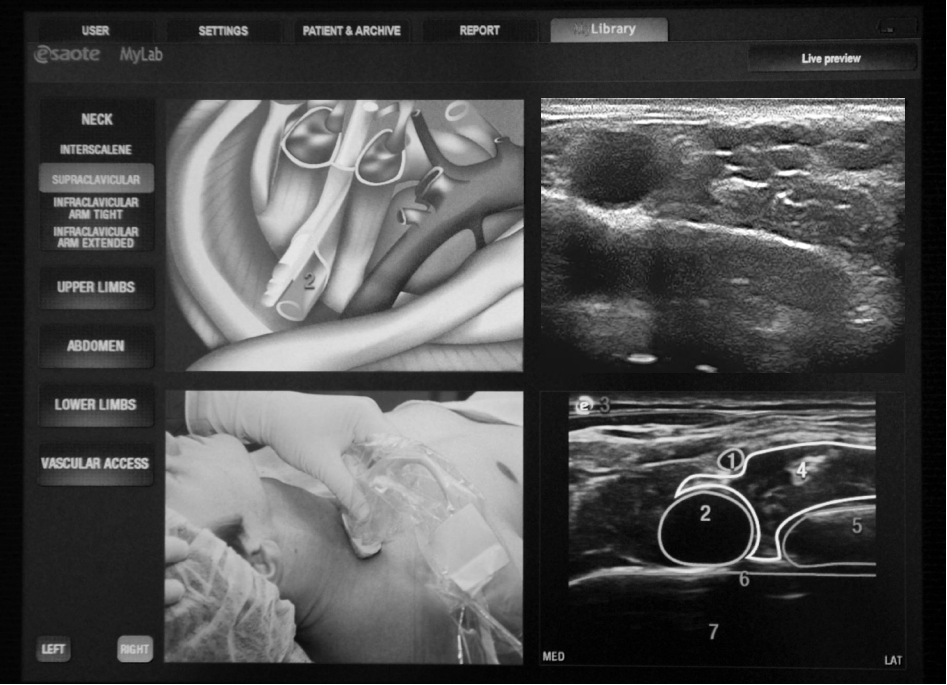 USER
SETTINGS
PATIENT & ARCHIVE
REPORT
MyLibrary
esaote MyLab
Live preview
NECK
INTERSCALENE
SUPRACLAVICULAR
INFRACLAVICULAR
ARM TIGHT
INFRACLAVICULAR
ARM EXTENDED
UPPER LIMBS
ABDOMEN
LOWER LIMBS
VASCULAR ACCESS
LEFT
RIGHT
2
e 3
1
4
2
5
6
7
MED
LAT